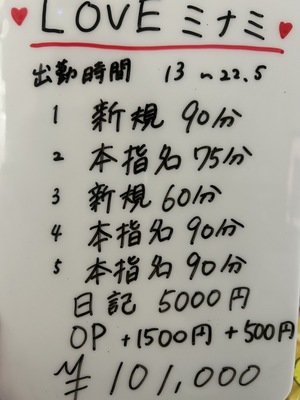 LOVE ミナミ
出勤時間 13〜22.5
1 新規 90分
2 本指名 75分
3 新規 60分
4 本指名 90分
5 本指名 90分
日記 5000円
OP +1500円 +500円
¥101,000